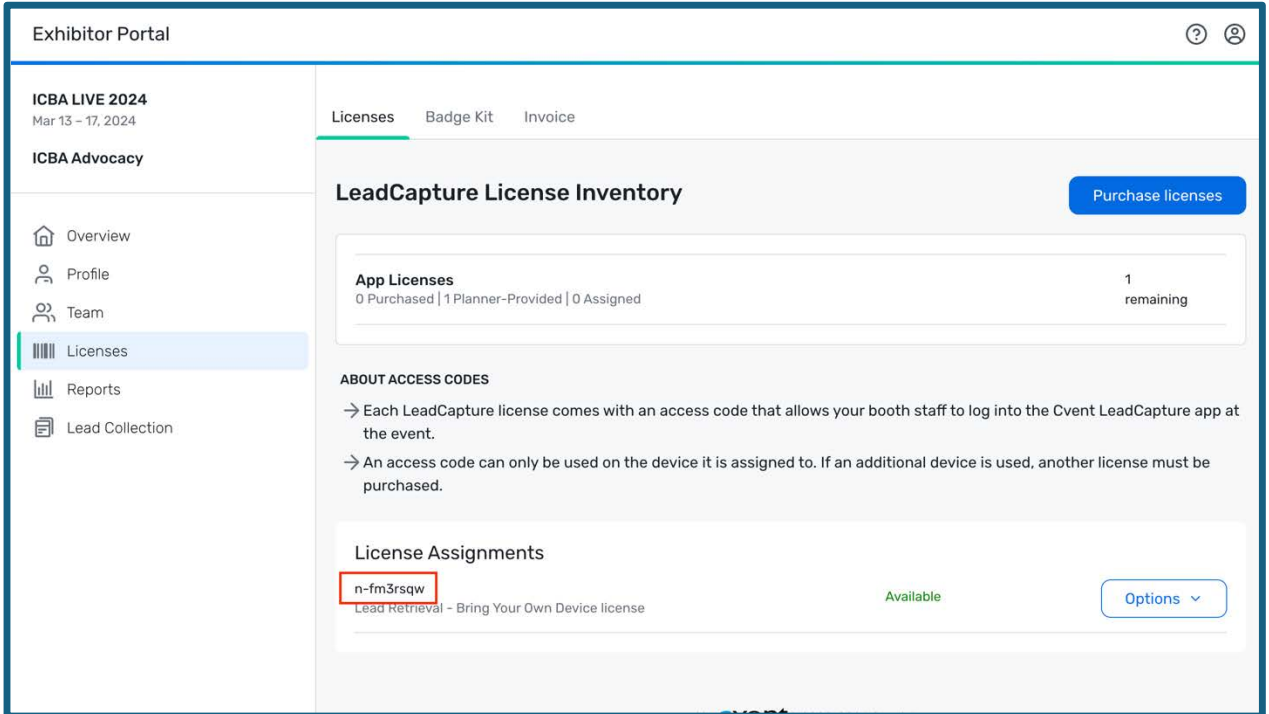 Exhibitor Portal
ICBA LIVE 2024
Mar 13 – 17, 2024
ICBA Advocacy
Overview
Profile
Team
Licenses
Reports
Lead Collection
Licenses Badge Kit Invoice
LeadCapture License Inventory
Purchase licenses
App Licenses
0 Purchased | 1 Planner-Provided | 0 Assigned
1
remaining
ABOUT ACCESS CODES
→ Each LeadCapture license comes with an access code that allows your booth staff to log into the Cvent LeadCapture app at
the event.
→ An access code can only be used on the device it is assigned to. If an additional device is used, another license must be
purchased.
License Assignments
n-fm3rsqw
Lead Retrieval - Bring Your Own Device license
Available
Options